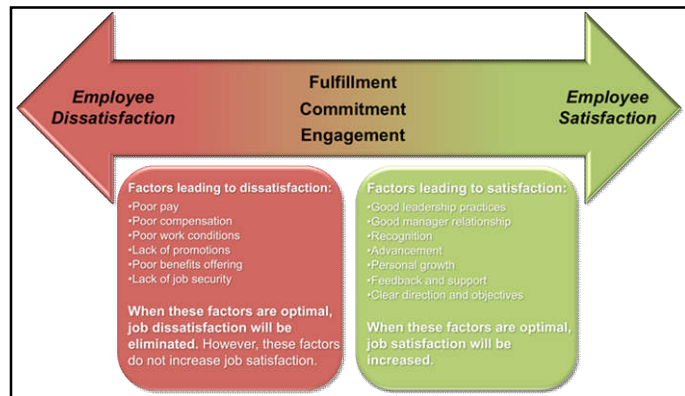 Employee
Dissatisfaction
Fulfillment
Commitment
Engagement
Employee
Satisfaction
Factors leading to dissatisfaction:
•Poor pay
•Poor compensation
•Poor work conditions
•Lack of promotions
•Poor benefits offering
•Lack of job security
When these factors are optimal,
job dissatisfaction will be
eliminated. However, these factors
do not increase job satisfaction.
Factors leading to satisfaction:
•Good leadership practices
•Good manager relationship
•Recognition
•Advancement
•Personal growth
•Feedback and support
•Clear direction and objectives
When these factors are optimal,
job satisfaction will be
increased.